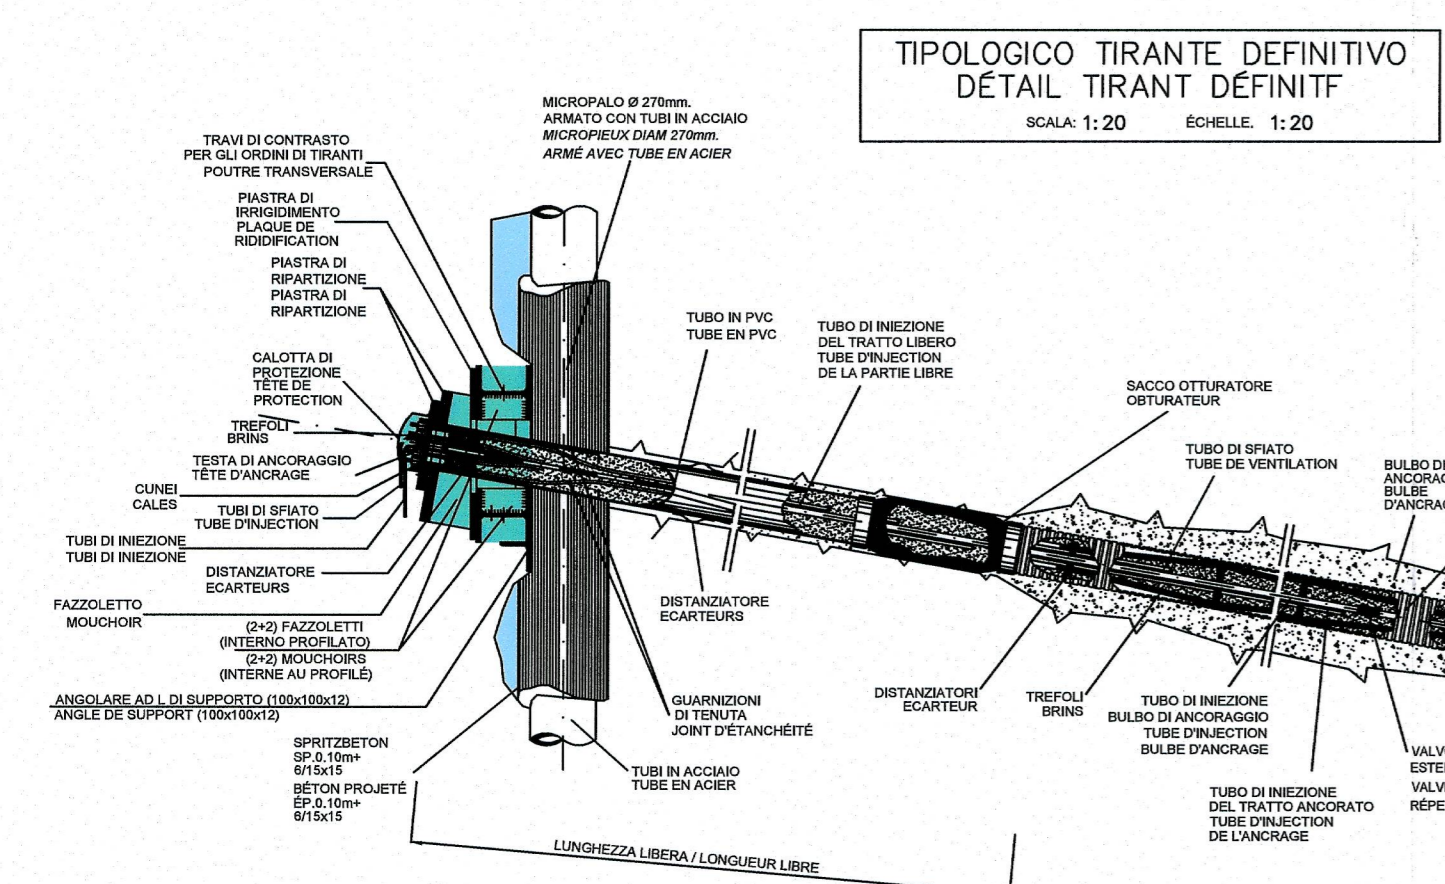 TIPOLOGICO TIRANTE DEFINITIVO
DÉTAIL TIRANT DÉFINITF
SCALA: 1:20 ÉCHELLE. 1:20
MICROPALO Ø 270mm.
ARMATO CON TUBI IN ACCIAIO
MICROPIEUX DIAM 270mm.
ARMÉ AVEC TUBE EN ACIER
TRAVI DI CONTRASTO
PER GLI ORDINI DI TIRANTI
POUTRE TRANSVERSALE
PIASTRA DI
IRRIGIDIMENTO
PLAQUE DE
RIDIDIFICATION
PIASTRA DI
RIPARTIZIONE
PIASTRA DI
RIPARTIZIONE
CALOTTA DI
PROTEZIONE
TÊTE DE
PROTECTION
TREFOLI
BRINS
TESTA DI ANCORAGGIO
TÊTE D'ANCRAGE
CUNEI
CALES
TUBI DI SFIATO
TUBE D'INJECTION
TUBI DI INIEZIONE
TUBI DI INIEZIONE
DISTANZIATORE
ECARTEURS
FAZZOLETTO
MOUCHOIR
(2+2) FAZZOLETTI
(INTERNO PROFILATO)
(2+2) MOUCHOIRS
(INTERNE AU PROFILÉ)
ANGOLARE AD L DI SUPPORTO (100x100x12)
ANGLE DE SUPPORT (100x100x12)
SPRITZBETON
SP.0.10m+
6/15x15
BÉTON PROJETÉ
ÉP.0.10m+
6/15x15
TUBO IN PVC
TUBE EN PVC
TUBO DI INIEZIONE
DEL TRATTO LIBERO
TUBE D'INJECTION
DE LA PARTIE LIBRE
SACCO OTTURATORE
OBTURATEUR
TUBO DI SFIATO
TUBE DE VENTILATION
BULBO DI
ANCORAG
BULBE
D'ANCRAG
DISTANZIATORE
ECARTEURS
GUARNIZIONI
DI TENUTA
JOINT D'ÉTANCHÉITÉ
TUBI IN ACCIAIO
TUBE EN ACIER
DISTANZIATORI
ECARTEUR
TREFOLI
BRINS
TUBO DI INIEZIONE
BULBO DI ANCORAGGIO
TUBE D'INJECTION
BULBE D'ANCRAGE
TUBO DI INIEZIONE
DEL TRATTO ANCORATO
TUBE D'INJECTION
DE L'ANCRAGE
VALV
ESTE
VALV
RÉPE
LUNGHEZZA LIBERA / LONGUEUR LIBRE